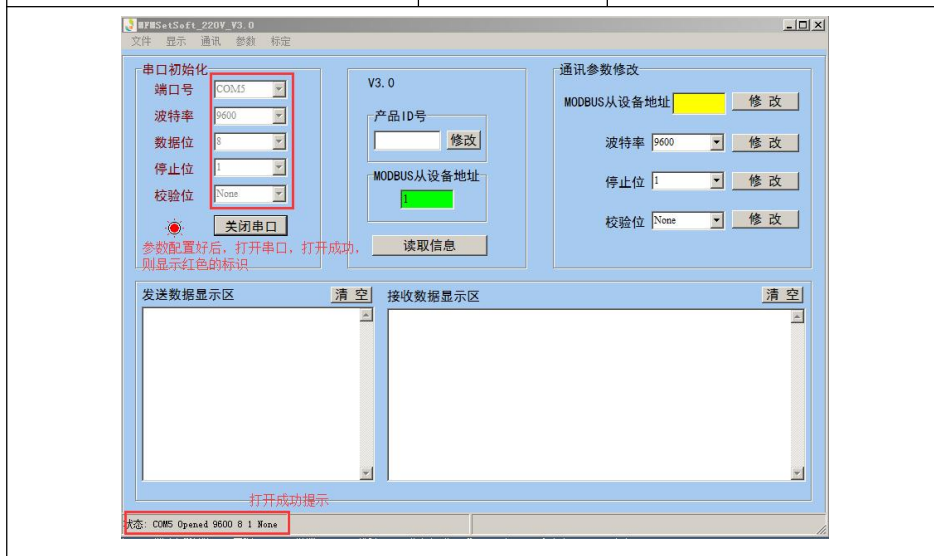 MFMSetSoft_220V_V3.0
文件 显示 通讯 参数 标定
串口初始化
端口号 COM5
波特率 9600
数据位 8
停止位 1
校验位 None
关闭串口
参数配置好后，打开串口，打开成功，
则显示红色的标识
V3.0
产品ID号
修改
MODBUS从设备地址
1
读取信息
通讯参数修改
MODBUS从设备地址 修 改
波特率 9600 修 改
停止位 1 修 改
校验位 None 修 改
发送数据显示区 清 空
接收数据显示区 清 空
打开成功提示
状态: COM5 Opened 9600 8 1 None